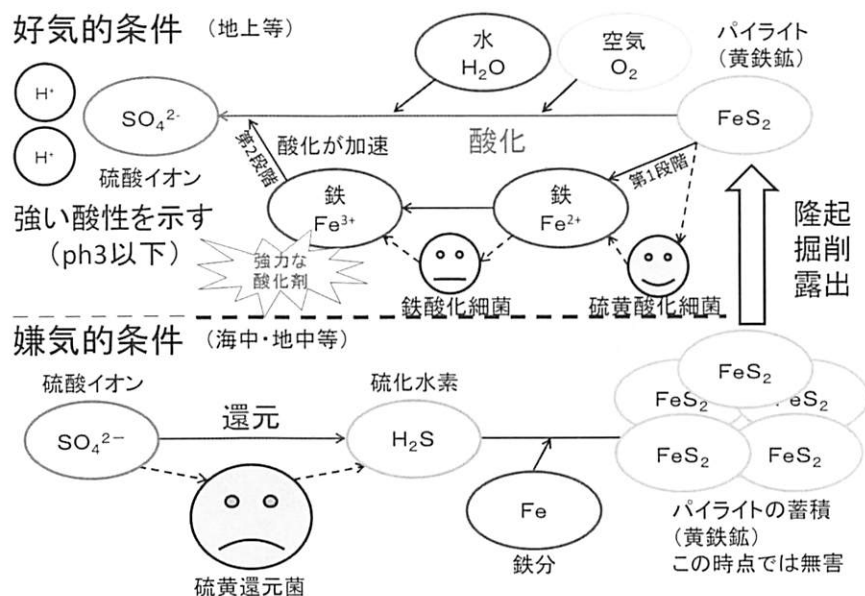 好気的条件 (地上等)
水
H₂O
空気
O₂
パイライト
(黄鉄鉱)
H⁺
H⁺
SO₄²⁻
FeS₂
硫酸イオン
酸化
酸化が加速
第2段階
第1段階
鉄
Fe³⁺
鉄
Fe²⁺
強い酸性を示す
(ph3以下)
強力な
酸化剤
鉄酸化細菌
硫黄酸化細菌
隆起
掘削
露出
嫌気的条件 (海中・地中等)
硫酸イオン
SO₄²⁻
還元
硫化水素
H₂S
Fe
鉄分
硫黄還元菌
FeS₂
FeS₂
FeS₂
FeS₂
FeS₂
パイライトの蓄積
(黄鉄鉱)
この時点では無害